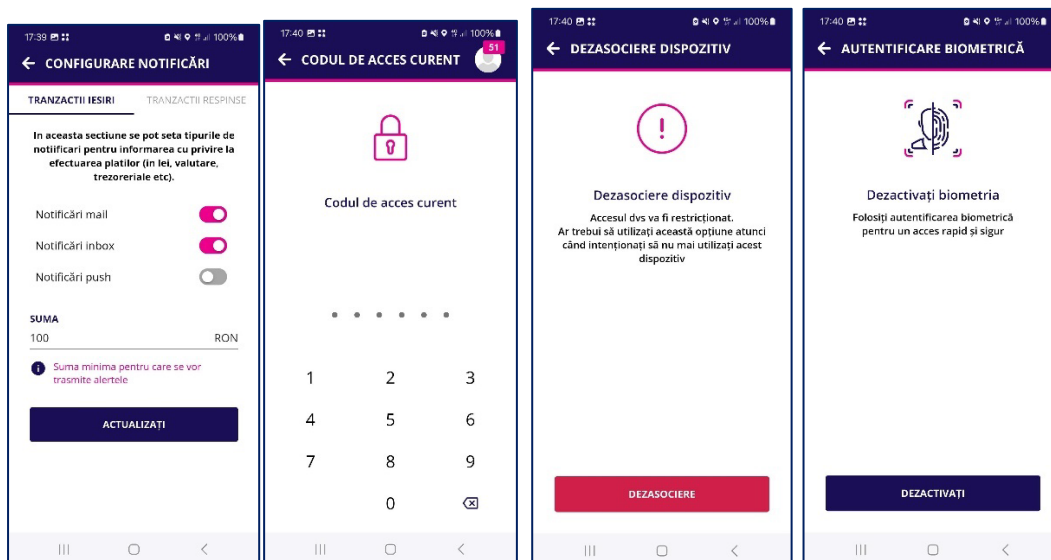 17:39
100%
CONFIGURARE NOTIFICĂRI
TRANZACTII IESIRI
TRANZACTII RESPINSE
In aceasta sectiune se pot seta tipurile de
notiificari pentru informarea cu privire la
efectuarea platilor (in lei, valutare,
trezoreriale etc).
Notificări mail
Notificări inbox
Notificări push
SUMA
100 RON
Suma minima pentru care se vor
trasmite alertele
ACTUALIZAȚI
17:40
100%
CODUL DE ACCES CURENT
51
Codul de acces curent
1 2 3
4 5 6
7 8 9
0
17:40
100%
DEZASOCIERE DISPOZITIV
Dezasociere dispozitiv
Accesul dvs va fi restricționat.
Ar trebui să utilizați această opțiune atunci
când intenționați să nu mai utilizați acest
dispozitiv
DEZASOCIERE
17:40
100%
AUTENTIFICARE BIOMETRICĂ
Dezactivați biometria
Folosiți autentificarea biometrică
pentru un acces rapid și sigur
DEZACTIVAȚI